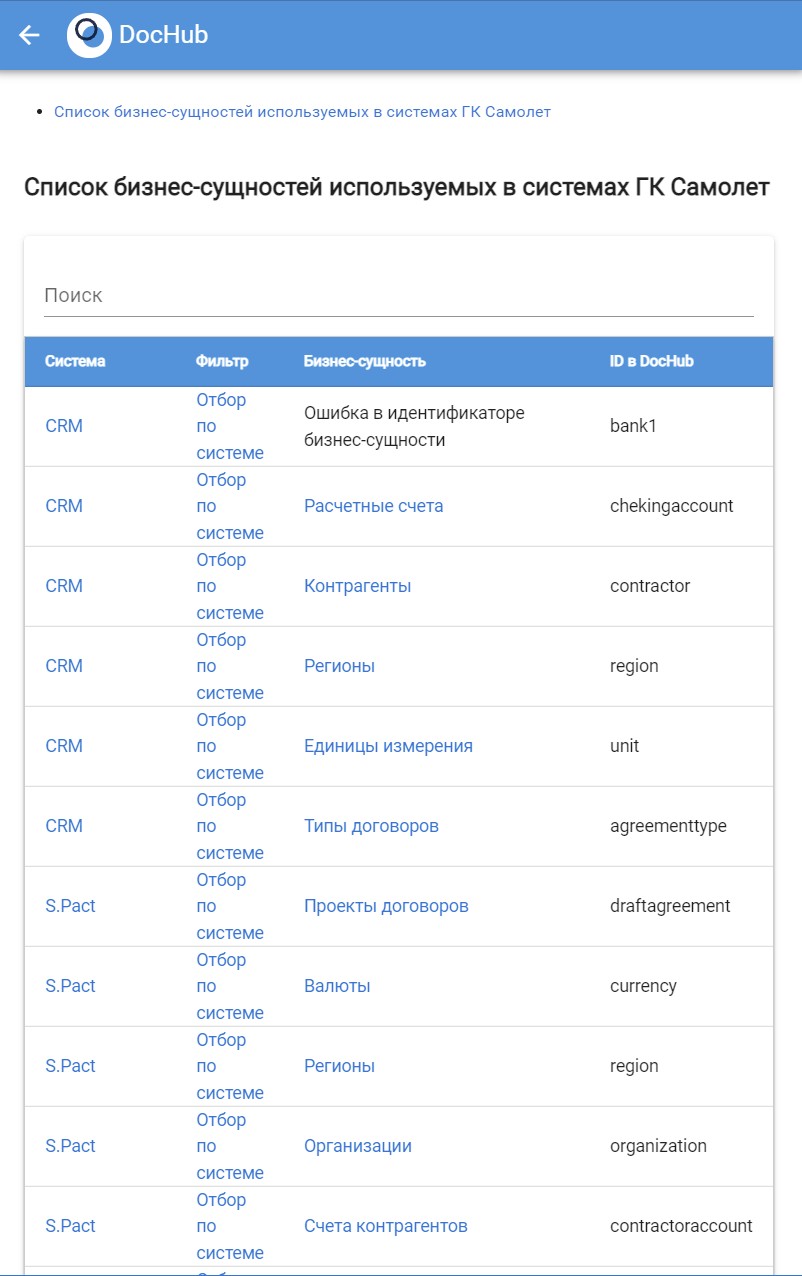 DocHub
Список бизнес-сущностей используемых в системах ГК Самолет
Список бизнес-сущностей используемых в системах ГК Самолет
Поиск
Система Фильтр Бизнес-сущность ID в DocHub
CRM
Отбор
по
системе
Ошибка в идентификаторе
бизнес-сущности
bank1
CRM
Отбор
по
системе
Расчетные счета
chekingaccount
CRM
Отбор
по
системе
Контрагенты
contractor
CRM
Отбор
по
системе
Регионы
region
CRM
Отбор
по
системе
Единицы измерения
unit
CRM
Отбор
по
системе
Типы договоров
agreementtype
S.Pact
Отбор
по
системе
Проекты договоров
draftagreement
S.Pact
Отбор
по
системе
Валюты
currency
S.Pact
Отбор
по
системе
Регионы
region
S.Pact
Отбор
по
системе
Организации
organization
S.Pact
Отбор
по
системе
Счета контрагентов
contractoraccount